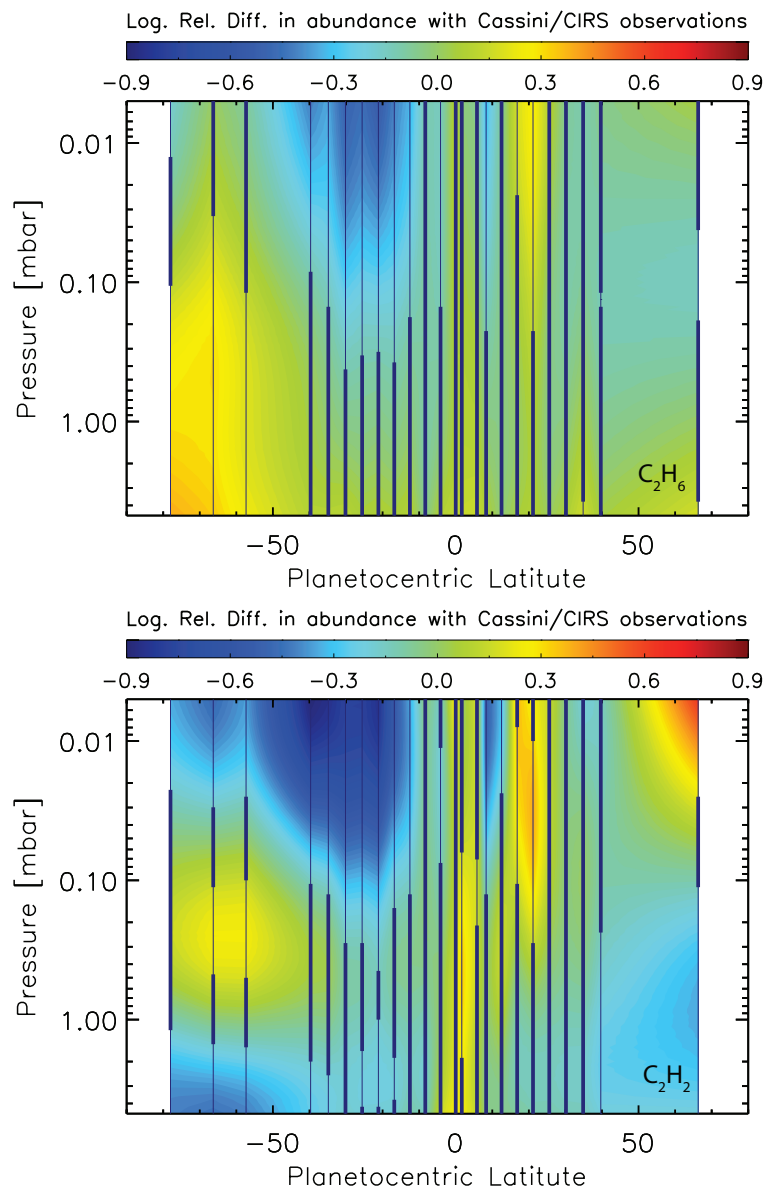 Log. Rel. Diff. in abundance with Cassini/CIRS observations
-0.9 -0.6 -0.3 0.0 0.3 0.6 0.9
0.01
0.10
1.00
Pressure [mbar]
C₂H₆
-50 0 50
Planetocentric Latitute
Log. Rel. Diff. in abundance with Cassini/CIRS observations
-0.9 -0.6 -0.3 0.0 0.3 0.6 0.9
0.01
0.10
1.00
Pressure [mbar]
C₂H₂
-50 0 50
Planetocentric Latitute